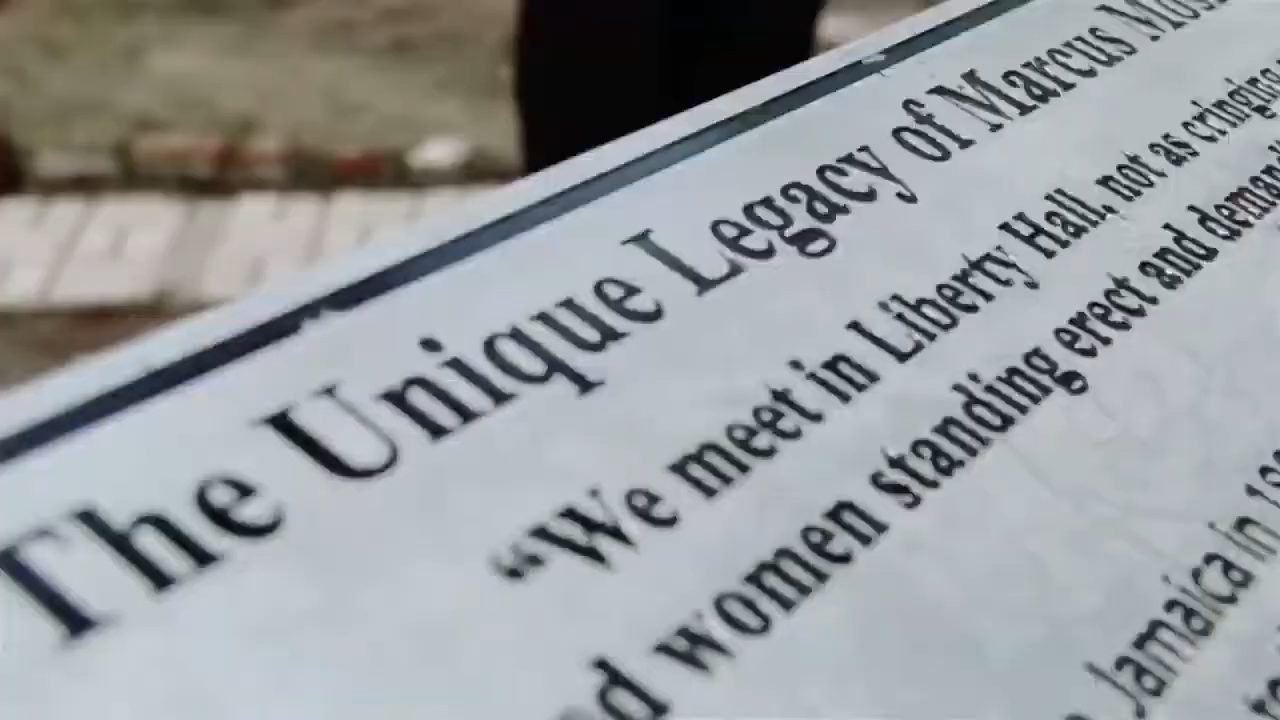 The Unique Legacy of Marcus Mos
“We meet in Liberty Hall, not as cringing
women standing erect and deman
Jamaica in